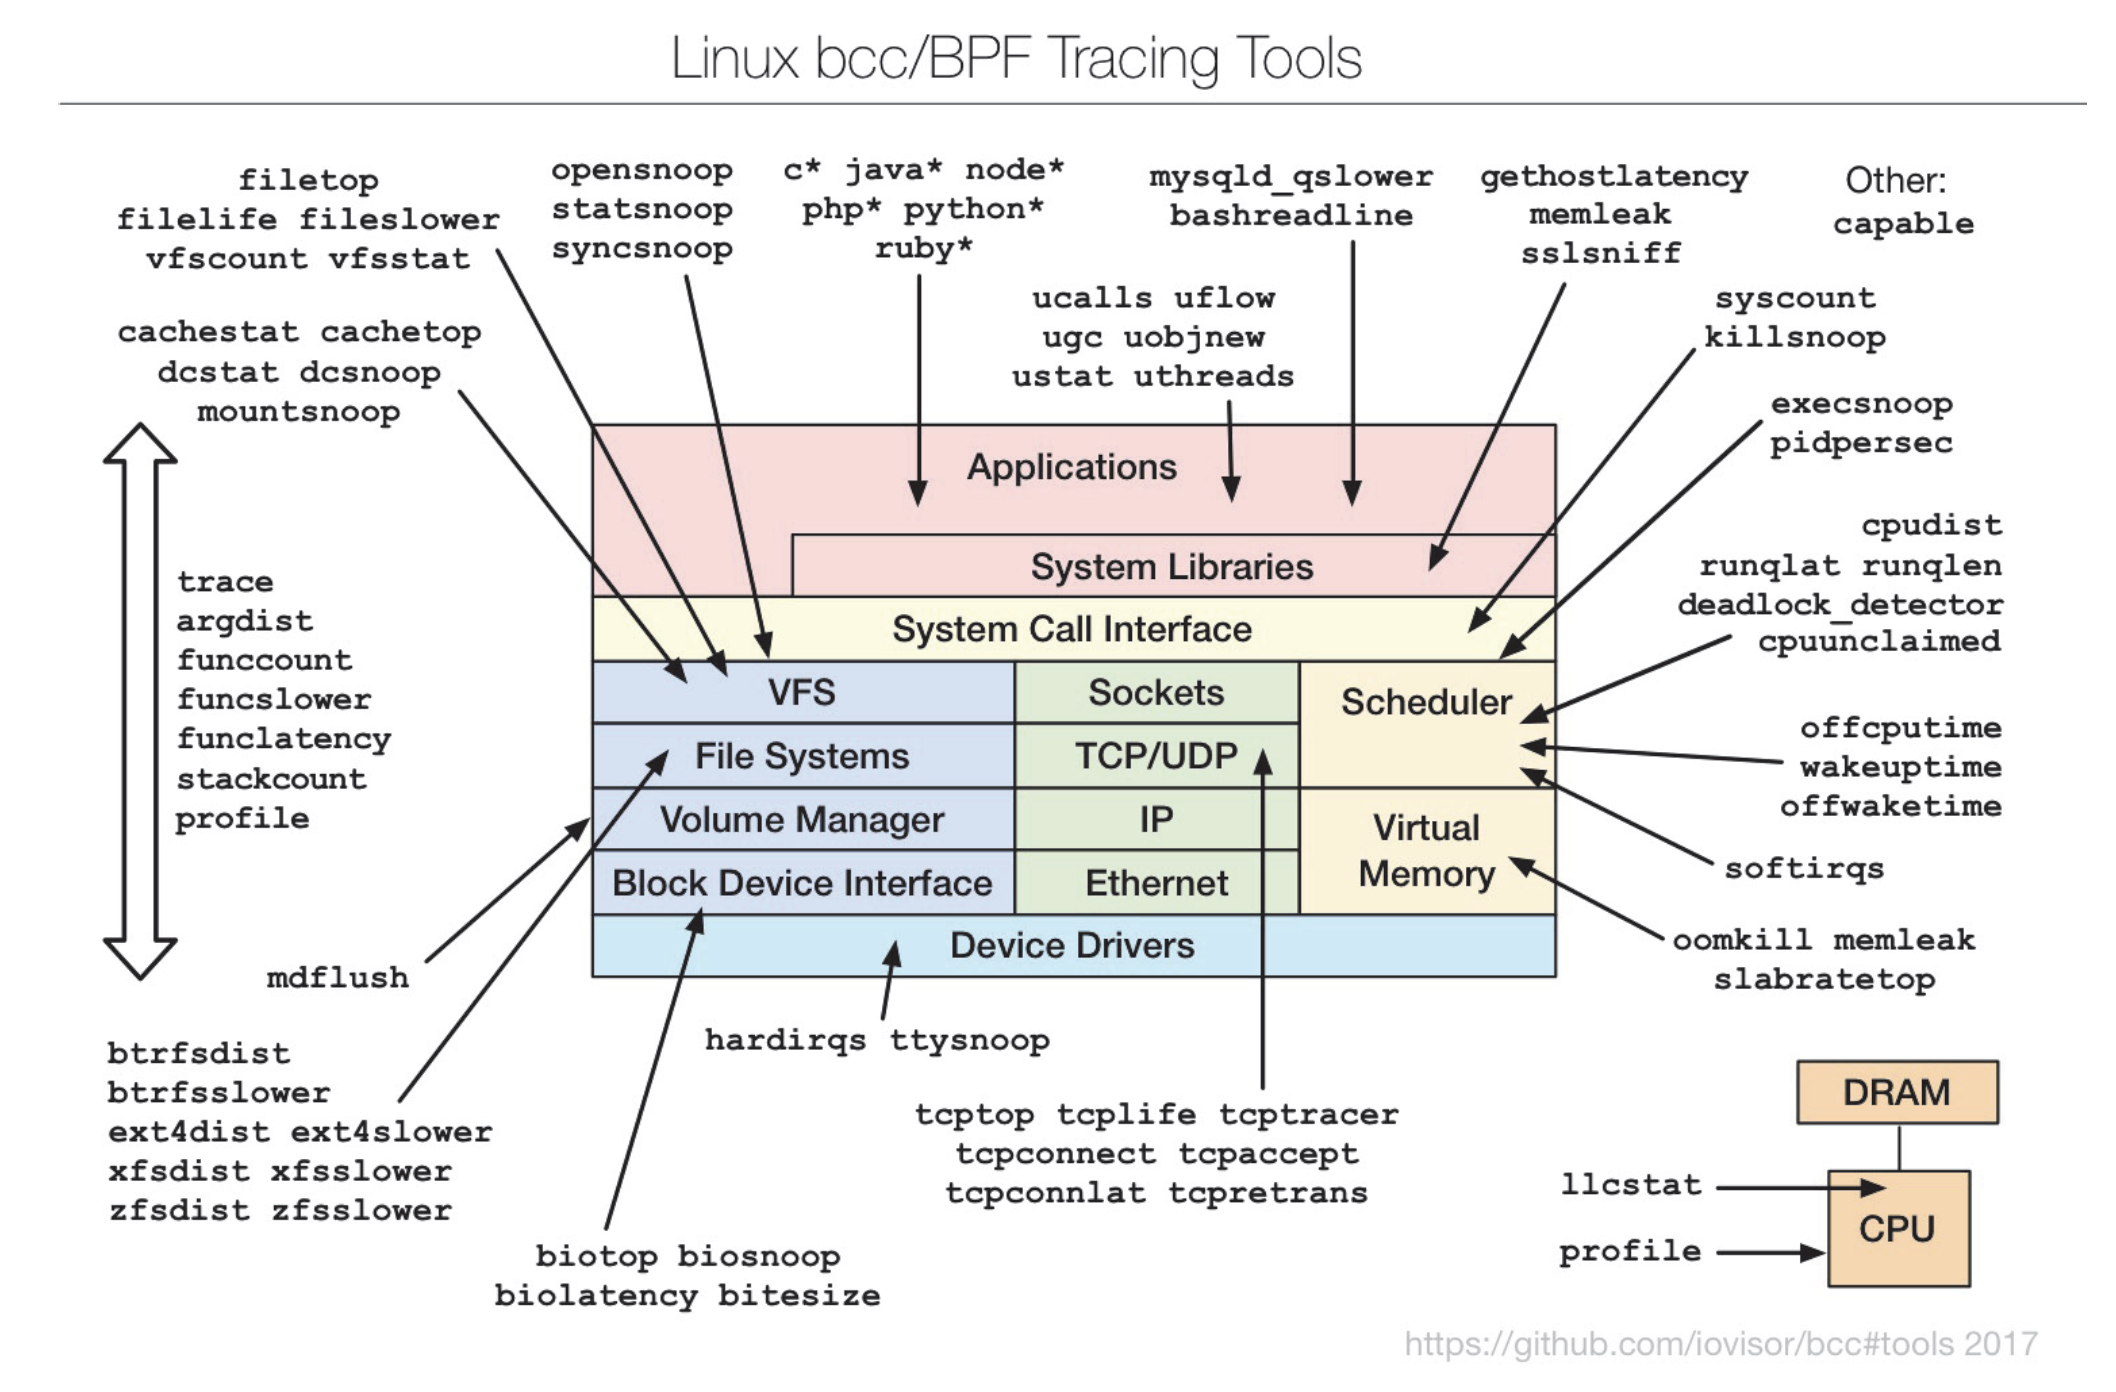 Linux bcc/BPF Tracing Tools
filetop
filelife fileslower
vfscount vfsstat
opensnoop
statsnoop
syncsnoop
c* java* node*
php* python*
ruby*
mysqld_qslower
bashreadline
gethostlatency
memleak
sslsniff
Other:
capable
cachestat cachetop
dcstat dcsnoop
mountsnoop
ucalls uflow
ugc uobjnew
ustat uthreads
syscount
killsnoop
execsnoop
pidpersec
trace
argdist
funccount
funcslower
funclatency
stackcount
profile
Applications
System Libraries
System Call Interface
VFS
File Systems
Volume Manager
Block Device Interface
Sockets
TCP/UDP
IP
Ethernet
Scheduler
Virtual
Memory
Device Drivers
cpudist
runqlat runqlen
deadlock_detector
cpuunclaimed
offcputime
wakeuptime
offwaketime
softirqs
oomkill memleak
slabratetop
mdflush
btrfsdist
btrfsslower
ext4dist ext4slower
xfsdist xfsslower
zfsdist zfsslower
hardirqs ttysnoop
biotop biosnoop
biolatency bitesize
tcptop tcplife tcptracer
tcpconnect tcpaccept
tcpconnlat tcpretrans
DRAM
llcstat
CPU
profile
https://github.com/iovisor/bcc#tools 2017